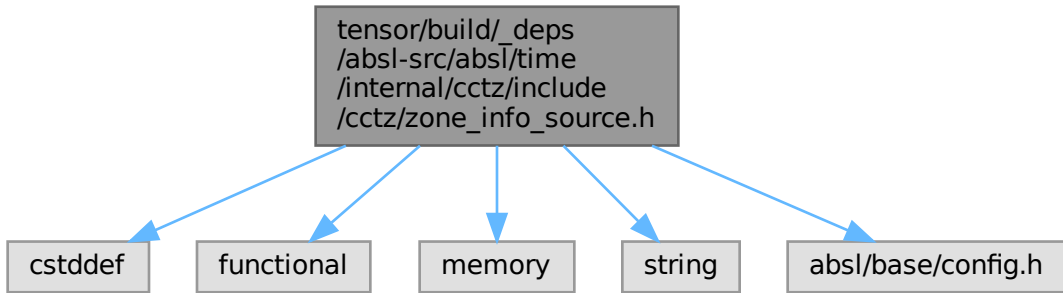 tensor/build/_deps
/absl-src/absl/time
/internal/cctz/include
/cctz/zone_info_source.h
cstddef
functional
memory
string
absl/base/config.h